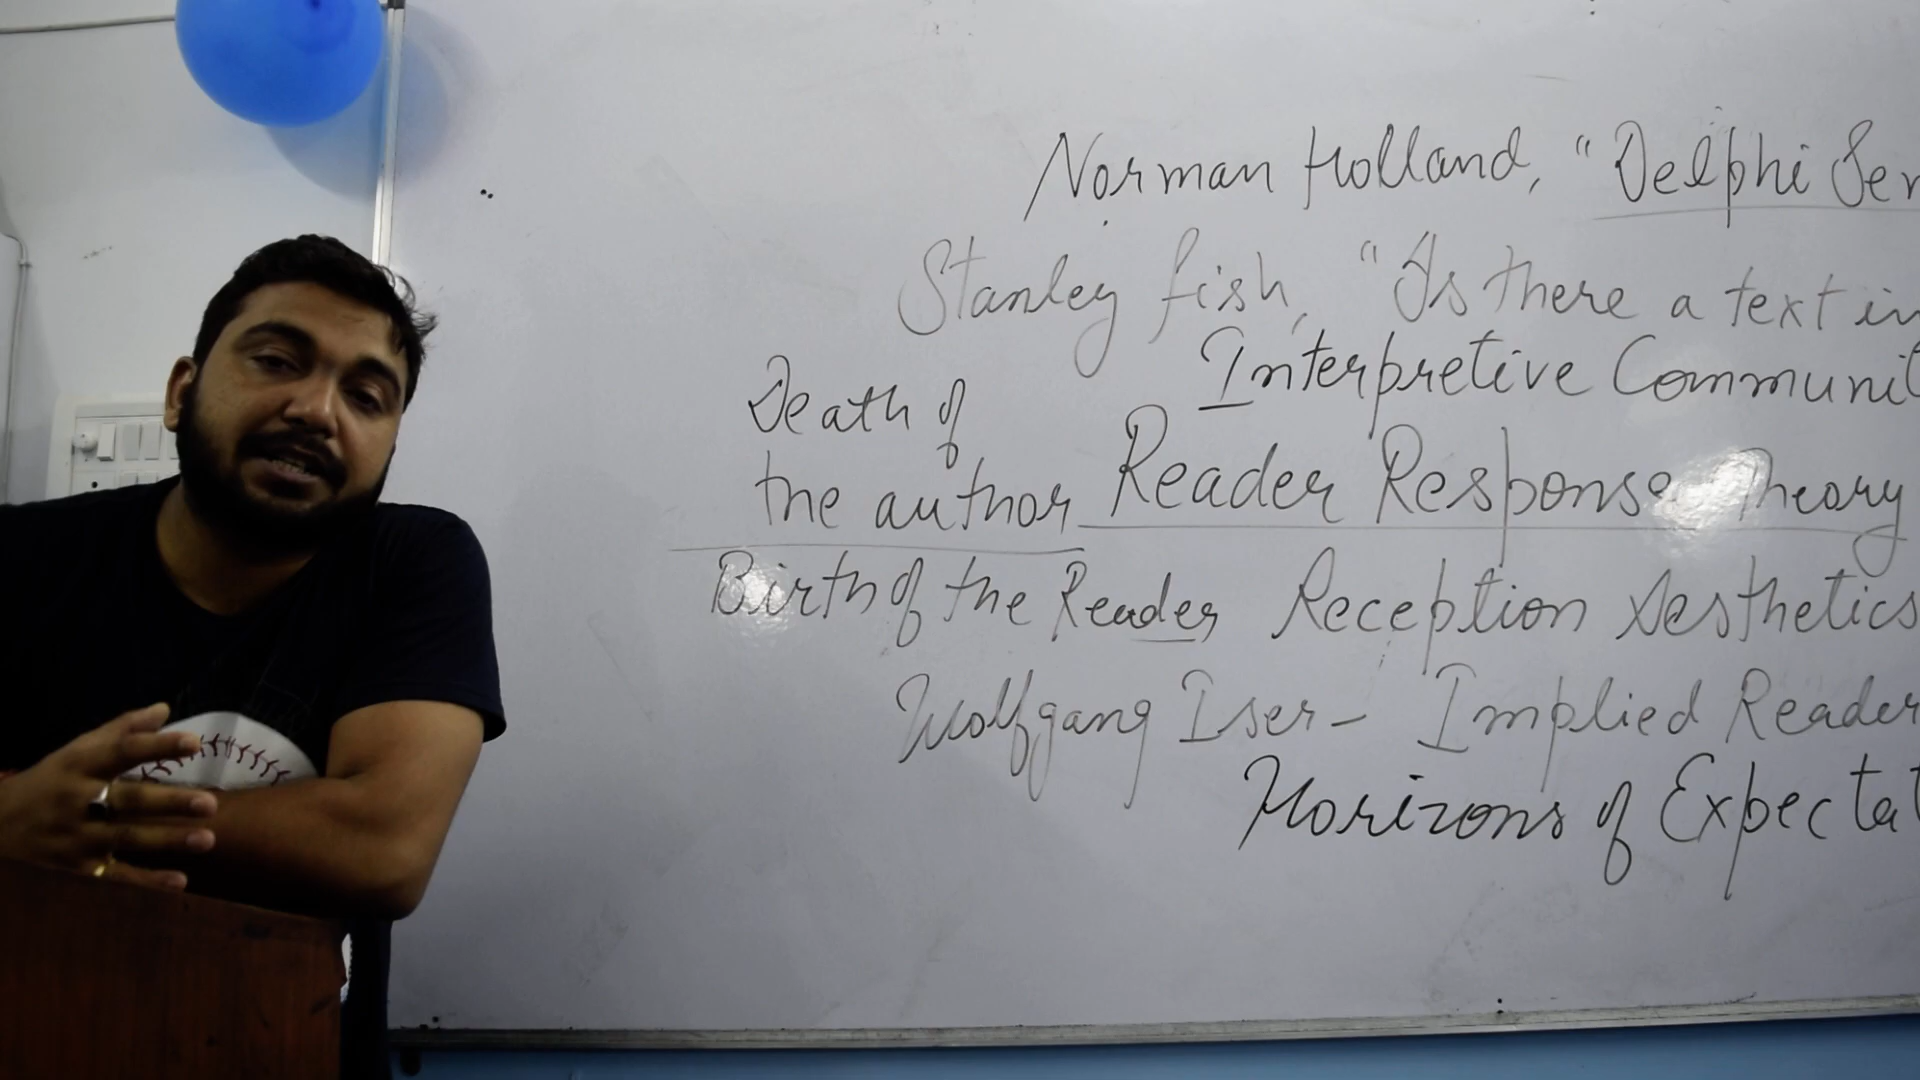 Norman Holland, "Delphi Ser
Stanley fish, "Is there a text in
Interpretive Communit
Death of
the author
Reader Response Theory
Birth of the Reader
Reception Aesthetics
Wolfgang Iser - Implied Reader
Horizons of Expectat